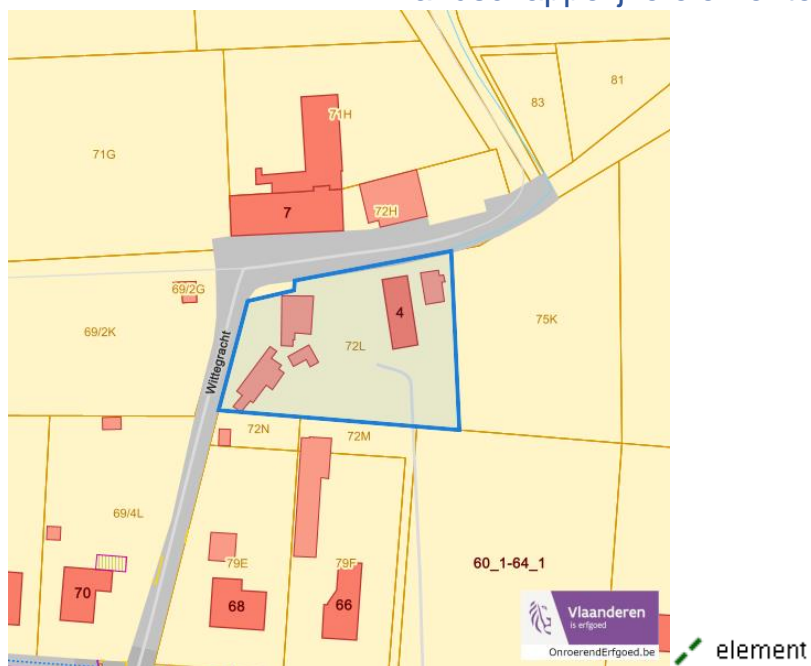 81
83
71H
71G
7
72H
69/2G
4
75K
69/2K
72L
Wittegracht
72N
72M
69/4L
79E
79F
60_1-64_1
70
68
66
Vlaanderen
is erfgoed
OnroerendErfgoed.be
element